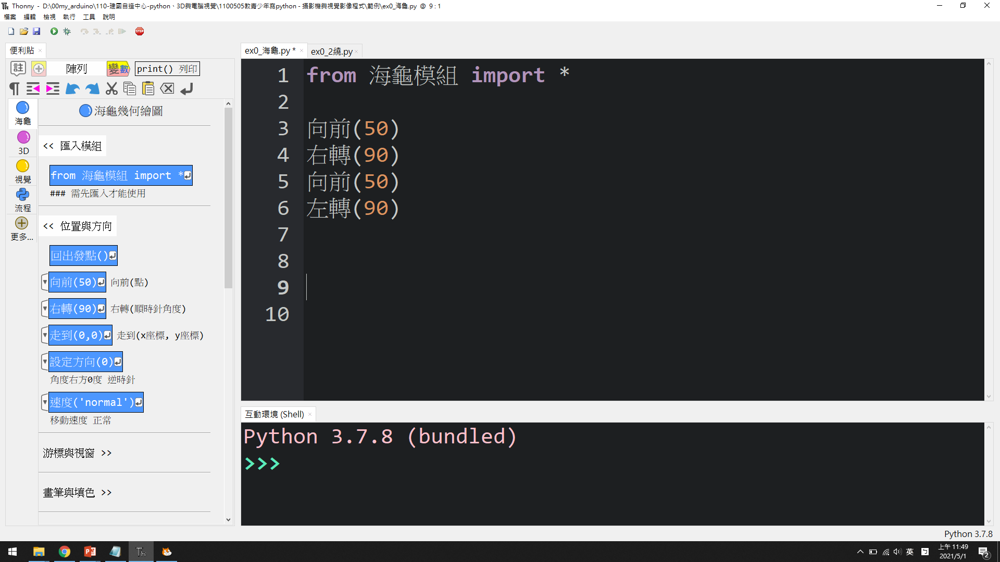 Thonny - D:\00my_arduino\110-建國自造中心-python、3D與電腦視覺\1100505教青少年寫python - 攝影機與視覺影像程式\範例\ex0_海龜.py @ 9 : 1
檔案 編輯 檢視 執行 工具 說明
STOP
便利貼
註 陣列 變數 print() 列印
海龜
3D
視覺
流程
更多...
海龜幾何繪圖
<< 匯入模組
from 海龜模組 import *
### 需先匯入才能使用
<< 位置與方向
回出發點()
向前(50) 向前(點)
右轉(90) 右轉(順時針角度)
走到(0,0) 走到(x座標, y座標)
設定方向(0)
角度右方0度 逆時針
速度('normal')
移動速度 正常
游標與視窗 >>
畫筆與填色 >>
ex0_海龜.py * ex0_2繞.py
1 from 海龜模組 import *
2
3 向前(50)
4 右轉(90)
5 向前(50)
6 左轉(90)
7
8
9
10
互動環境 (Shell)
Python 3.7.8 (bundled)
>>>
Python 3.7.8
Th
英
上午 11:49
2021/5/1
2